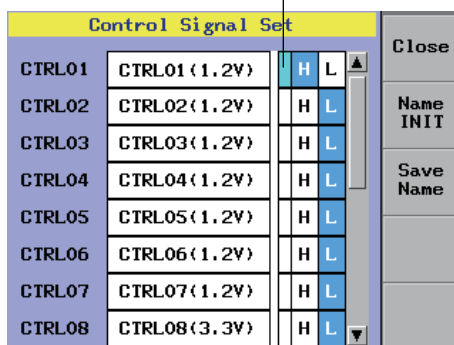 Control Signal Set
CTRL01 CTRL01(1.2V) H L
CTRL02 CTRL02(1.2V) H L
CTRL03 CTRL03(1.2V) H L
CTRL04 CTRL04(1.2V) H L
CTRL05 CTRL05(1.2V) H L
CTRL06 CTRL06(1.2V) H L
CTRL07 CTRL07(1.2V) H L
CTRL08 CTRL08(3.3V) H L
Close
Name
INIT
Save
Name